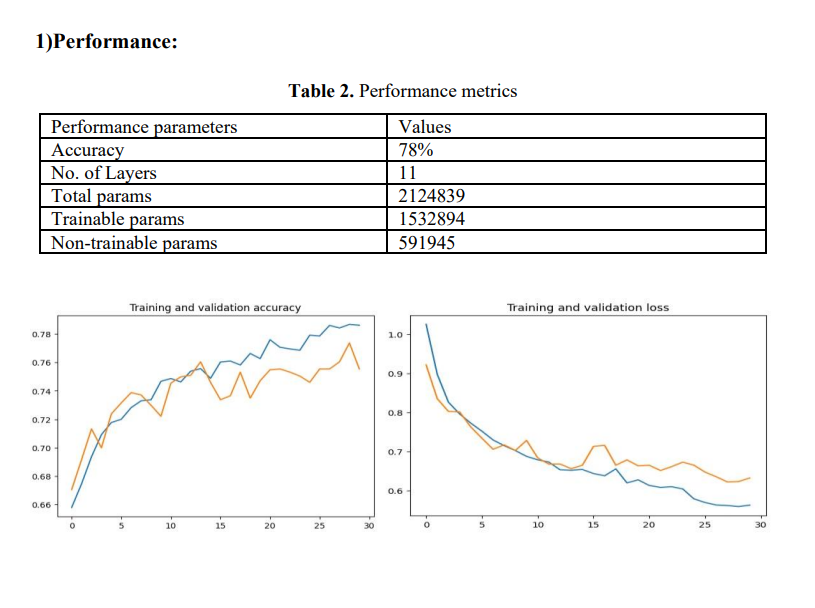 1)Performance:
Table 2. Performance metrics
Performance parameters Values
Accuracy 78%
No. of Layers 11
Total params 2124839
Trainable params 1532894
Non-trainable params 591945
Training and validation accuracy
0.78
0.76
0.74
0.72
0.70
0.68
0.66
0 5 10 15 20 25 30
Training and validation loss
1.0
0.9
0.8
0.7
0.6
0 5 10 15 20 25 30